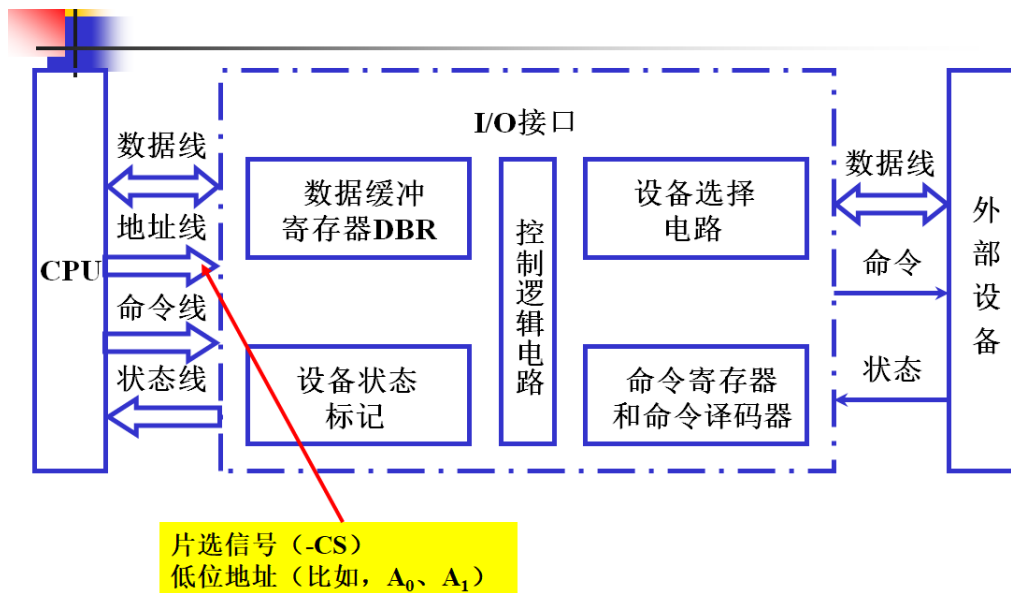 I/O接口
数据线
地址线
CPU
命令线
状态线
数据缓冲
寄存器DBR
设备状态
标记
控制逻辑电路
设备选择
电路
命令寄存器
和命令译码器
数据线
命令
状态
外部设备
片选信号（-CS）
低位地址（比如，A₀、A₁）